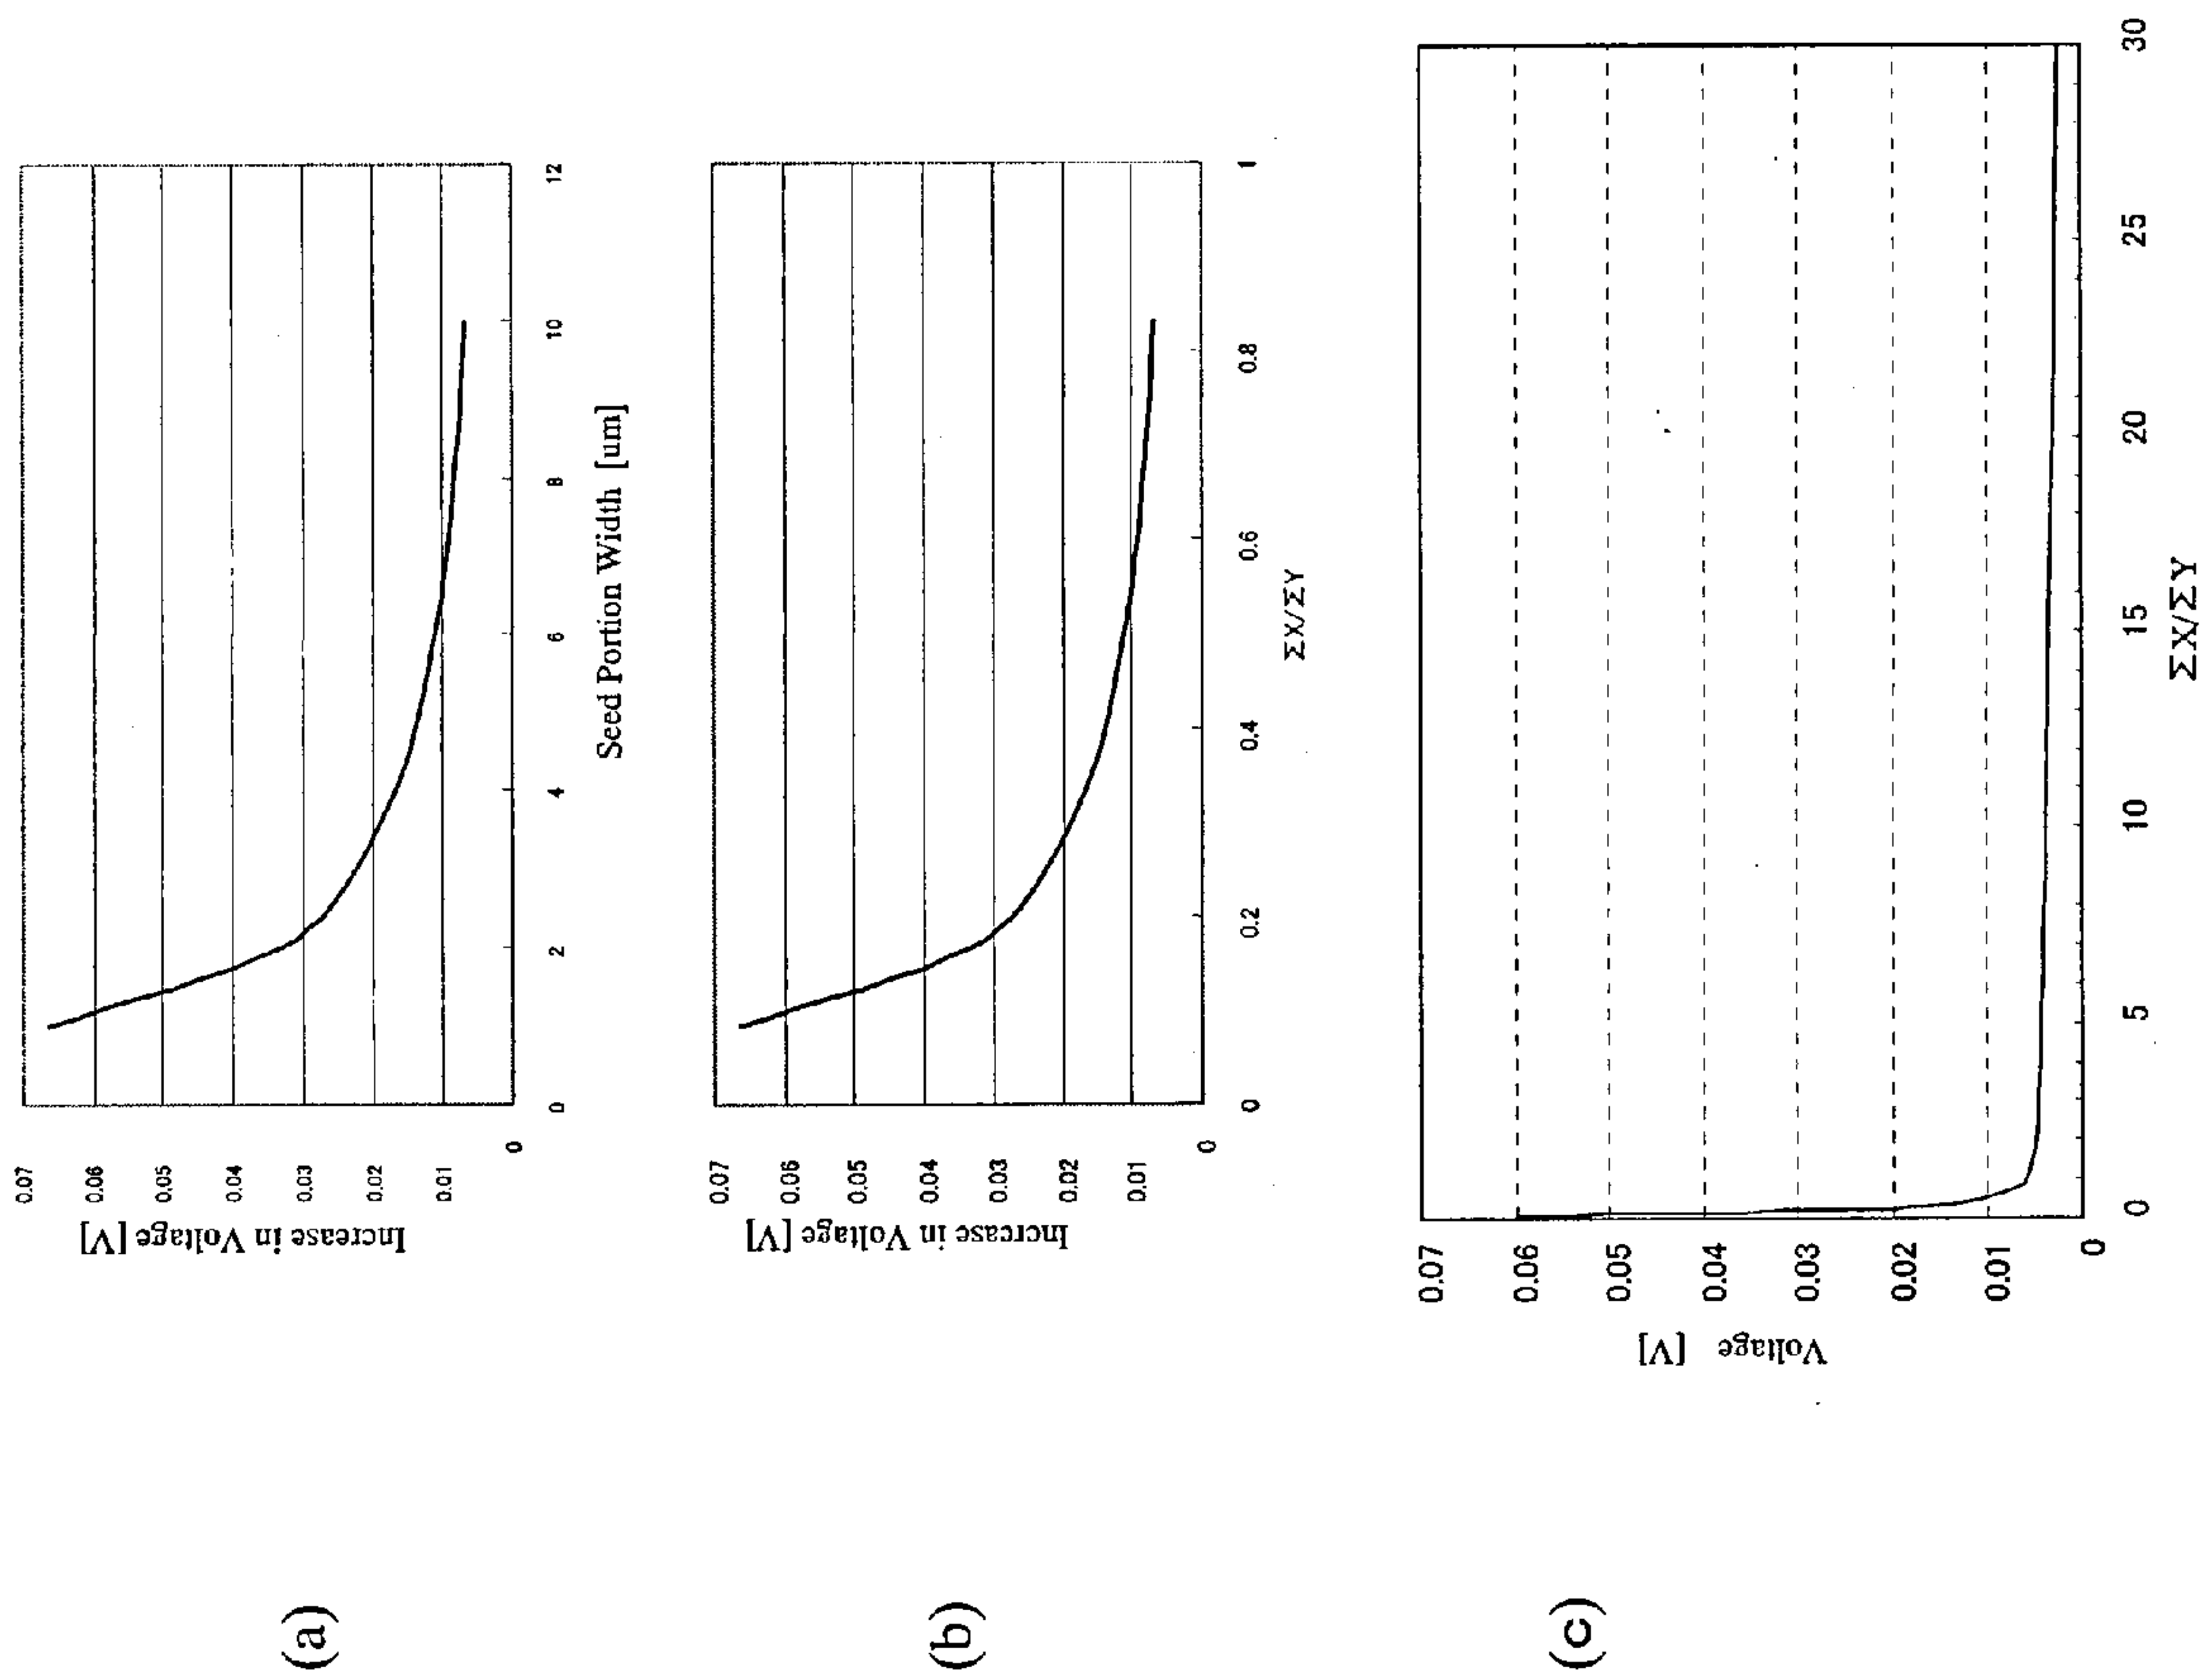 (a)
Increase in Voltage [V]
0.07
0.06
0.05
0.04
0.03
0.02
0.01
0
0 2 4 6 8 10 12
Seed Portion Width [um]
(b)
Increase in Voltage [V]
0.07
0.06
0.05
0.04
0.03
0.02
0.01
0
0 0.2 0.4 0.6 0.8 1
ΣX/ΣY
(c)
Voltage [V]
0.07
0.06
0.05
0.04
0.03
0.02
0.01
0
0 5 10 15 20 25 30
ΣX/ΣY